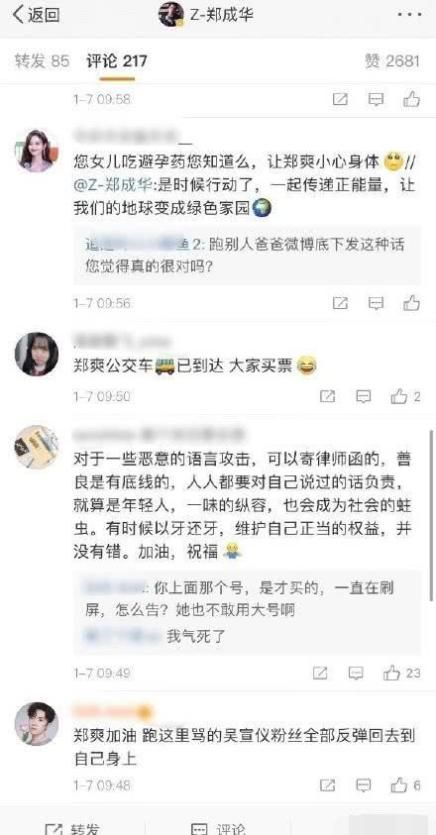 返回
Z-郑成华
转发 85 评论 217 赞 2681
1-7 09:58
您女儿吃避孕药您知道么，让郑爽小心身体🙄//
@Z-郑成华:是时候行动了，一起传递正能量，让
我们的地球变成绿色家园🌍
鱼2: 跑别人爸爸微博底下发这种话
您觉得真的很对吗?
1-7 09:56
郑爽公交车🚌已到达 大家买票😂
1-7 09:50 2
对于一些恶意的语言攻击，可以寄律师函的，善
良是有底线的，人人都要对自己说过的话负责，
就算是年轻人，一味的纵容，也会成为社会的蛀
虫。有时候以牙还牙，维护自己正当的权益，并
没有错。加油，祝福
: 你上面那个号，是才买的，一直在刷
屏，怎么告？她也不敢用大号啊
我气死了
1-7 09:49 23
郑爽加油 跑这里骂的吴宣仪粉丝全部反弹回去到
自己身上
1-7 09:48 6
转发 评论